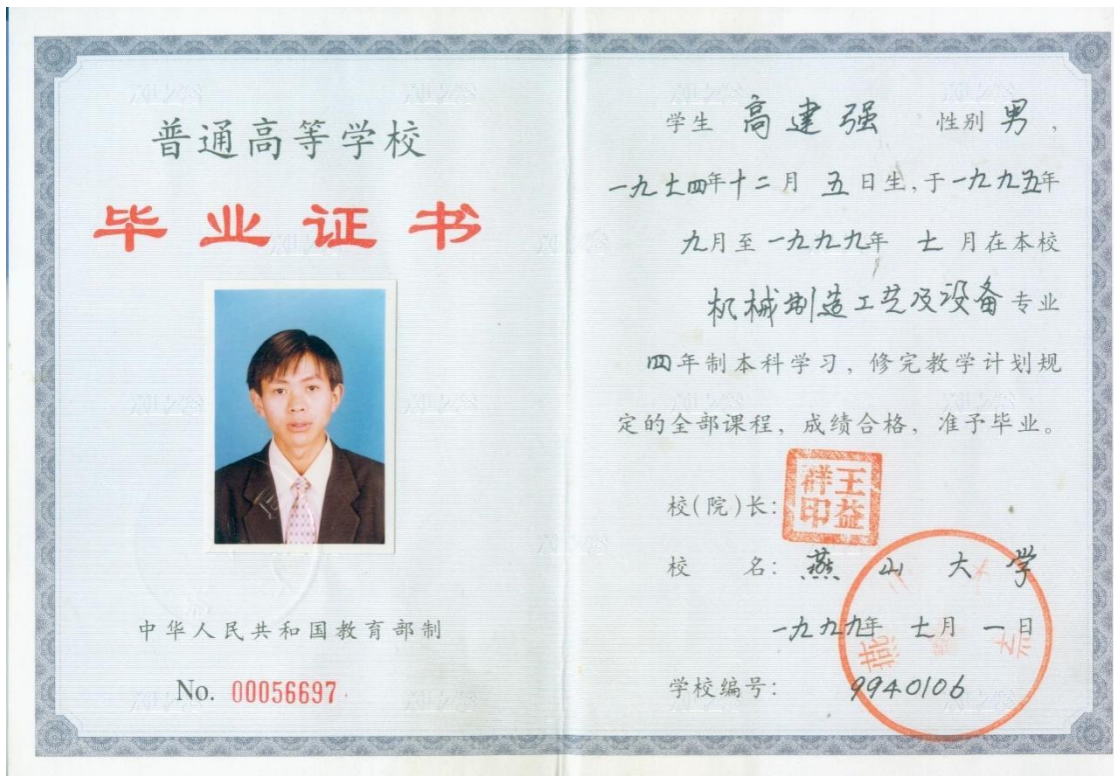 普通高等学校
毕业证书
中华人民共和国教育部制
No. 00056697
学生 高建强 性别 男，
一九七四年十二月 五日生，于一九九五年
九月至一九九九年 七月在本校
机械制造工艺及设备专业
四年制本科学习，修完教学计划规
定的全部课程，成绩合格，准予毕业。
校(院)长：
王益
祥印
校 名：燕山大学
一九九九年 七月 一日
学校编号： 9940106